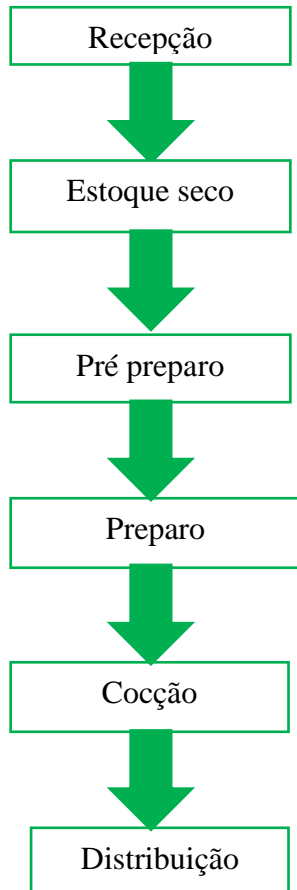 Recepção
Estoque seco
Pré preparo
Preparo
Cocção
Distribuição